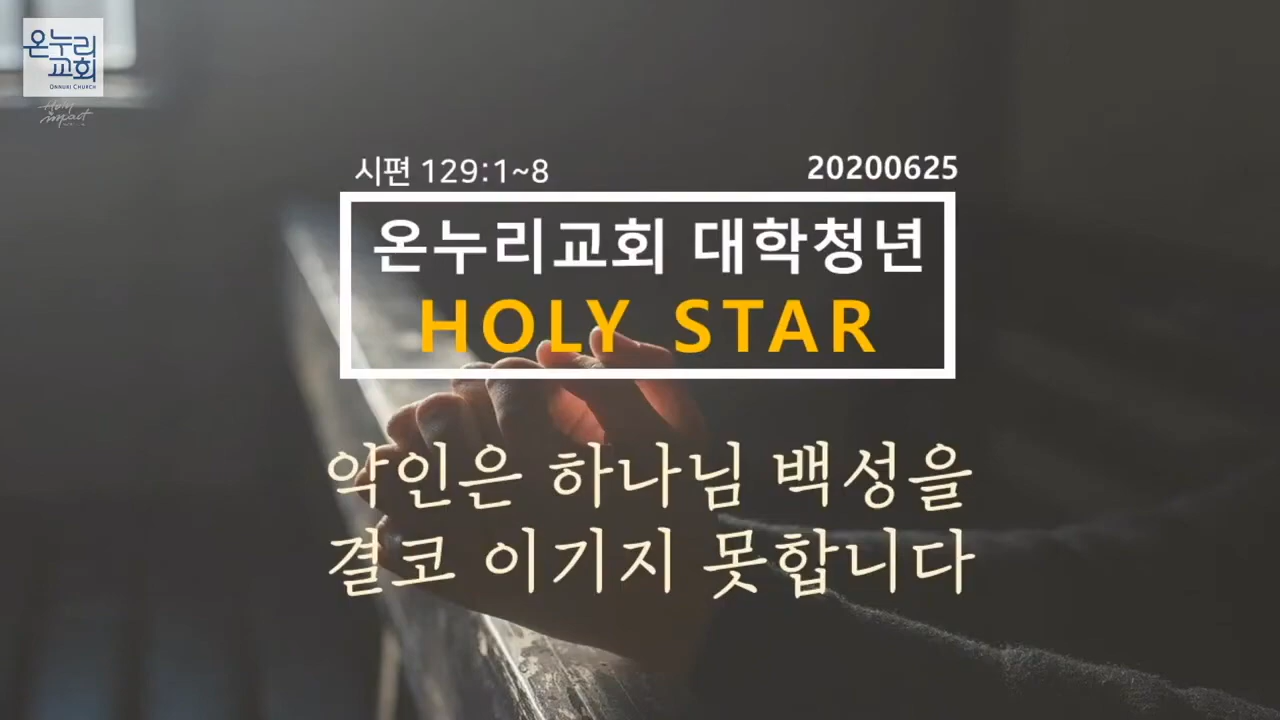 온누리
교회
ONNURI CHURCH
Holy
impact
시편 129:1~8
20200625
온누리교회 대학청년
HOLY STAR
악인은 하나님 백성을
결코 이기지 못합니다